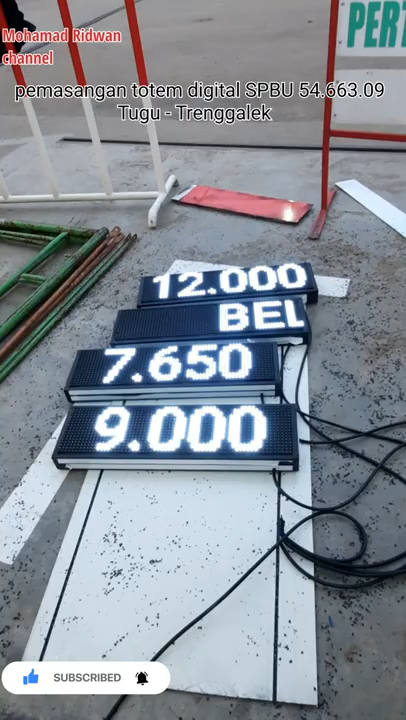 Mohamad Ridwan
channel
PERT
pemasangan totem digital SPBU 54.663.09
Tugu - Trenggalek
12.000
BEL
7.650
9.000
SUBSCRIBED